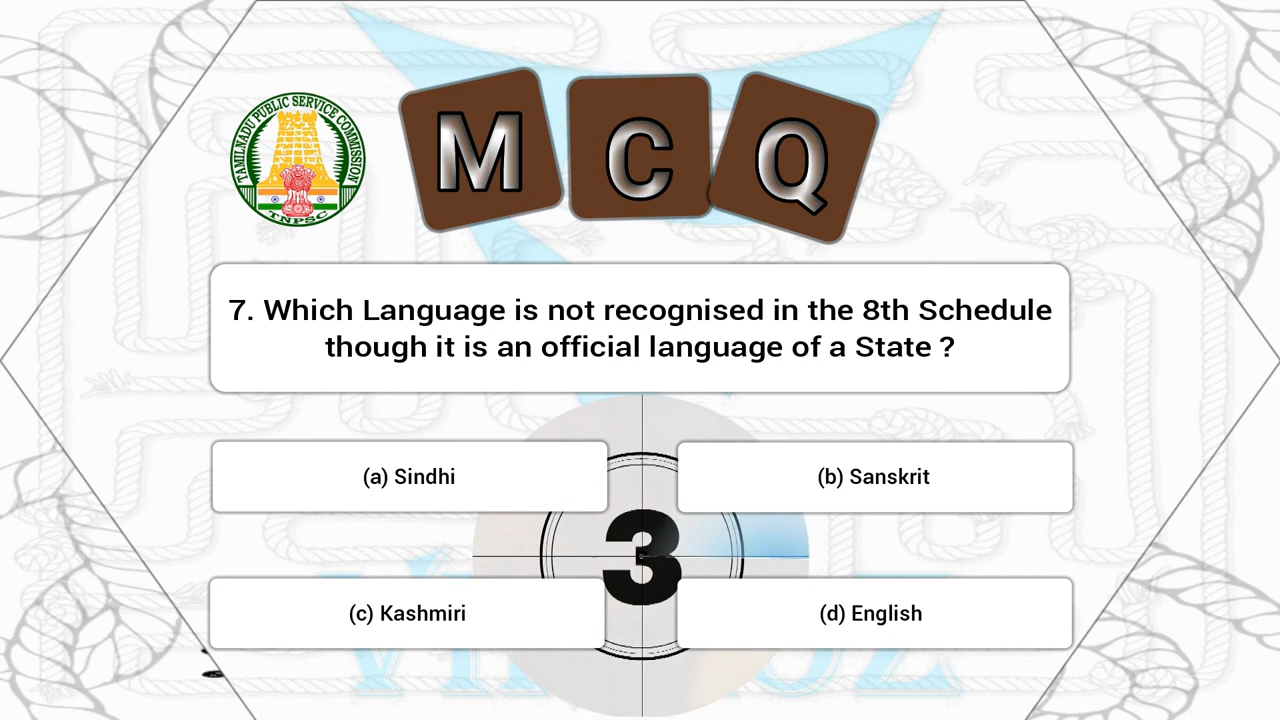 TAMILNADU PUBLIC SERVICE COMMISSION
TNPSC
M C Q
7. Which Language is not recognised in the 8th Schedule
though it is an official language of a State ?
(a) Sindhi
(b) Sanskrit
3
(c) Kashmiri
(d) English